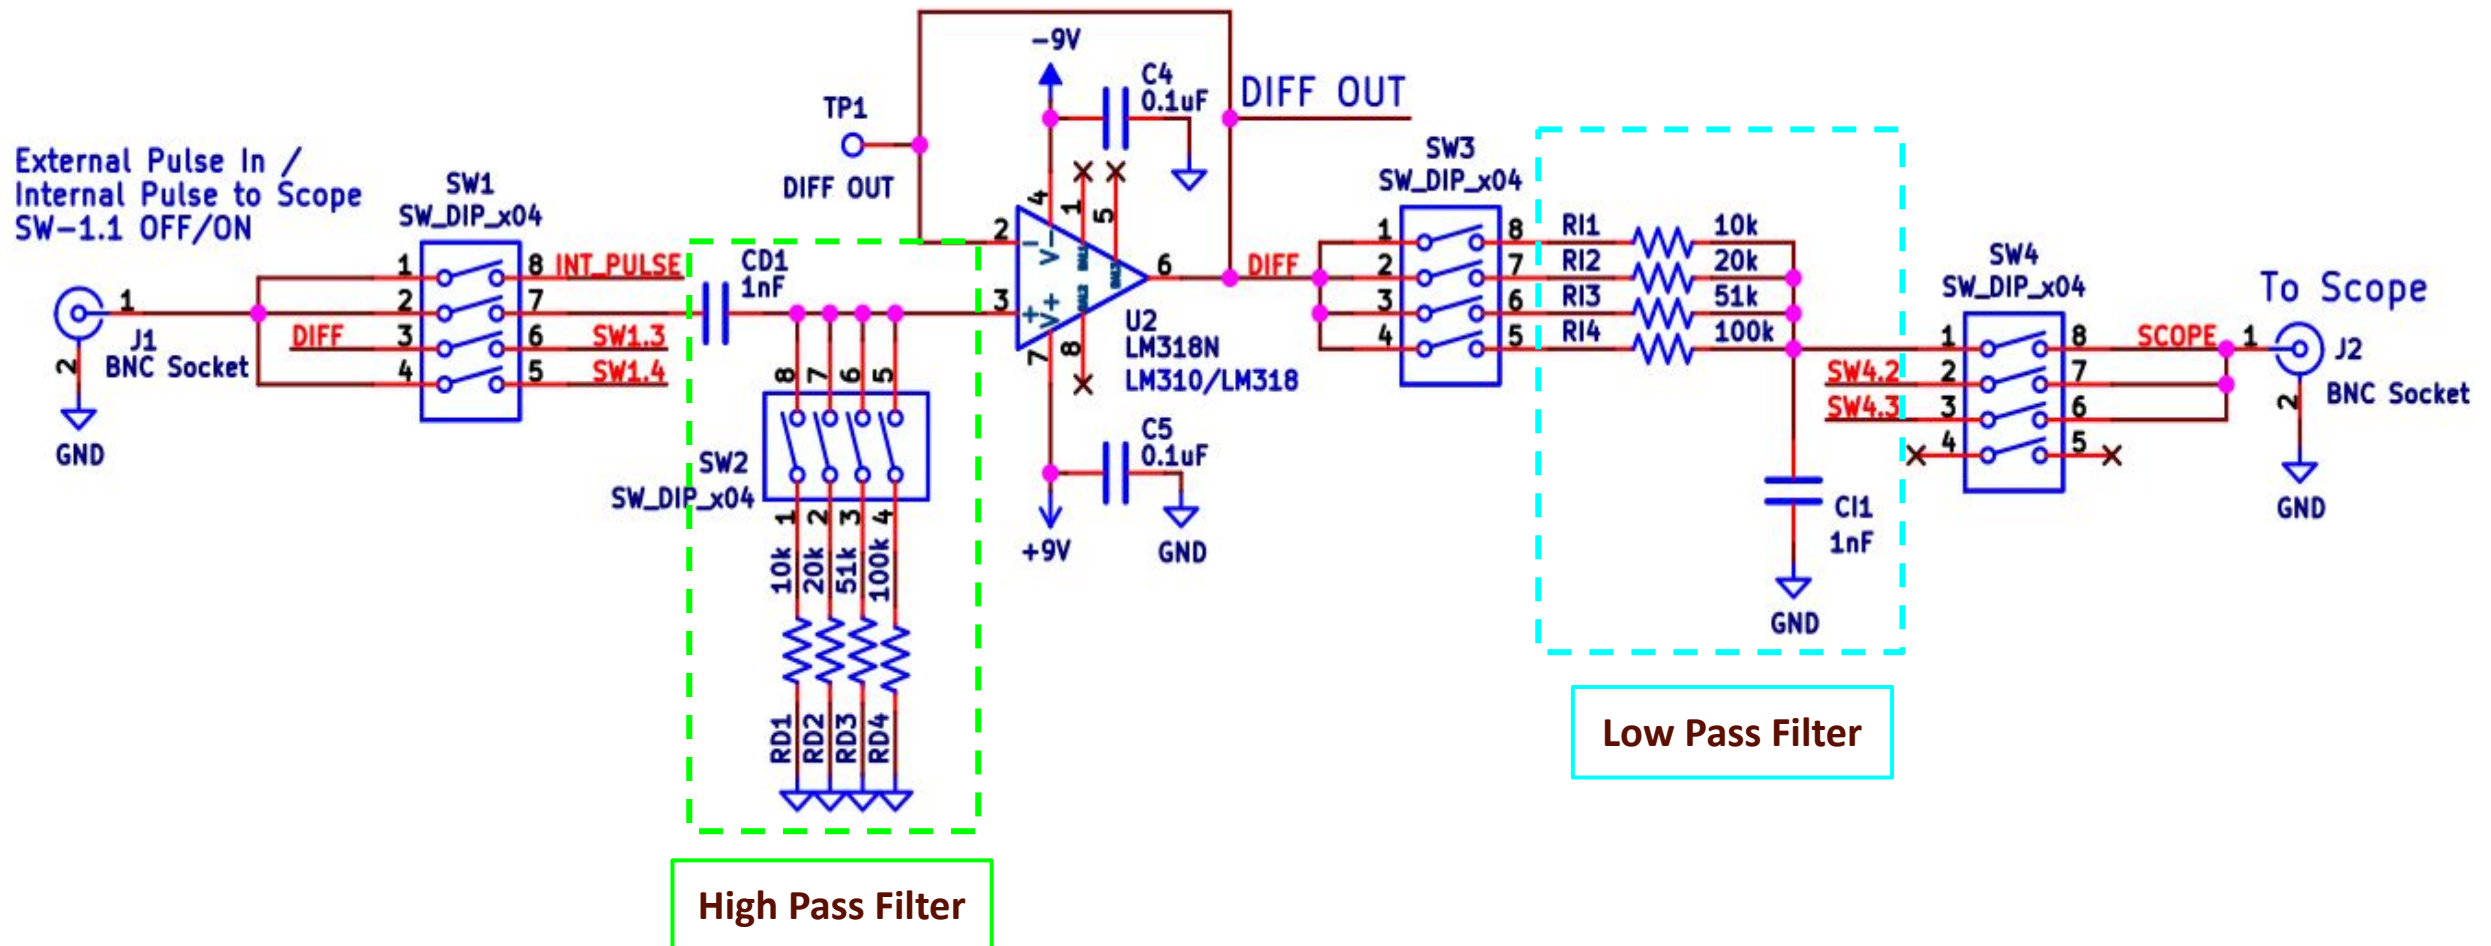 External Pulse In /
Internal Pulse to Scope
SW-1.1 OFF/ON
1
2
J1
BNC Socket
GND
SW1
SW_DIP_x04
1
2
3
4
8
7
6
5
DIFF
INT_PULSE
SW1.3
SW1.4
CD1
1nF
SW2
SW_DIP_x04
8
7
6
5
1
2
3
4
10k
20k
51k
100k
RD1
RD2
RD3
RD4
High Pass Filter
TP1
DIFF OUT
-9V
C4
0.1uF
DIFF OUT
2
3
4
1
5
6
7
8
V-
V+
U2
LM318N
LM310/LM318
C5
0.1uF
+9V
GND
DIFF
SW3
SW_DIP_x04
1
2
3
4
8
7
6
5
RI1
RI2
RI3
RI4
10k
20k
51k
100k
CI1
1nF
GND
Low Pass Filter
SW4
SW_DIP_x04
SW4.2
SW4.3
1
2
3
4
8
7
6
5
SCOPE
To Scope
1
2
J2
BNC Socket
GND